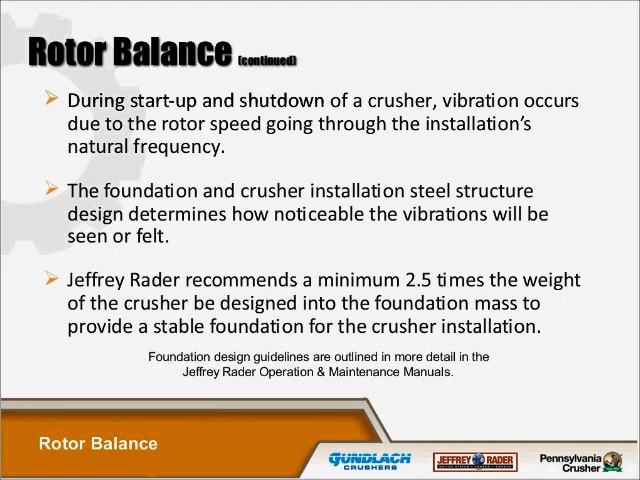 Rotor Balance (continued)
During start-up and shutdown of a crusher, vibration occurs
due to the rotor speed going through the installation's
natural frequency.
The foundation and crusher installation steel structure
design determines how noticeable the vibrations will be
seen or felt.
Jeffrey Rader recommends a minimum 2.5 times the weight
of the crusher be designed into the foundation mass to
provide a stable foundation for the crusher installation.
Foundation design guidelines are outlined in more detail in the
Jeffrey Rader Operation & Maintenance Manuals.
Rotor Balance
GUNDLACH
CRUSHERS
JEFFREY RADER
Pennsylvania
Crusher